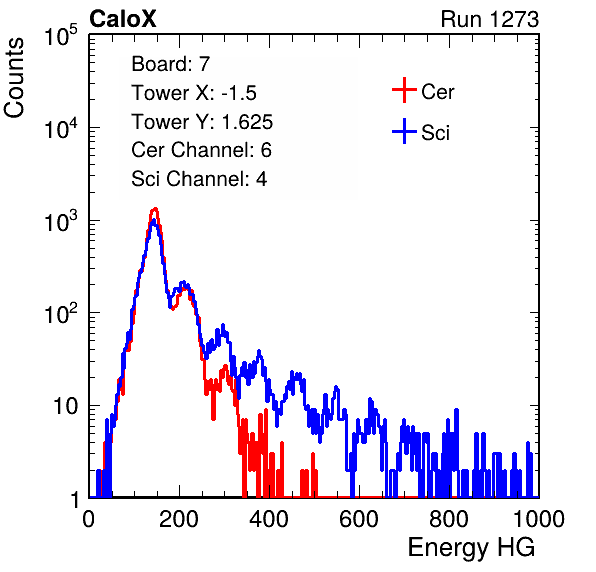 CaloX Run 1273
Counts
Board: 7
Tower X: -1.5
Tower Y: 1.625
Cer Channel: 6
Sci Channel: 4
Cer
Sci
10^5
10^4
10^3
10^2
10
1
0 200 400 600 800 1000
Energy HG